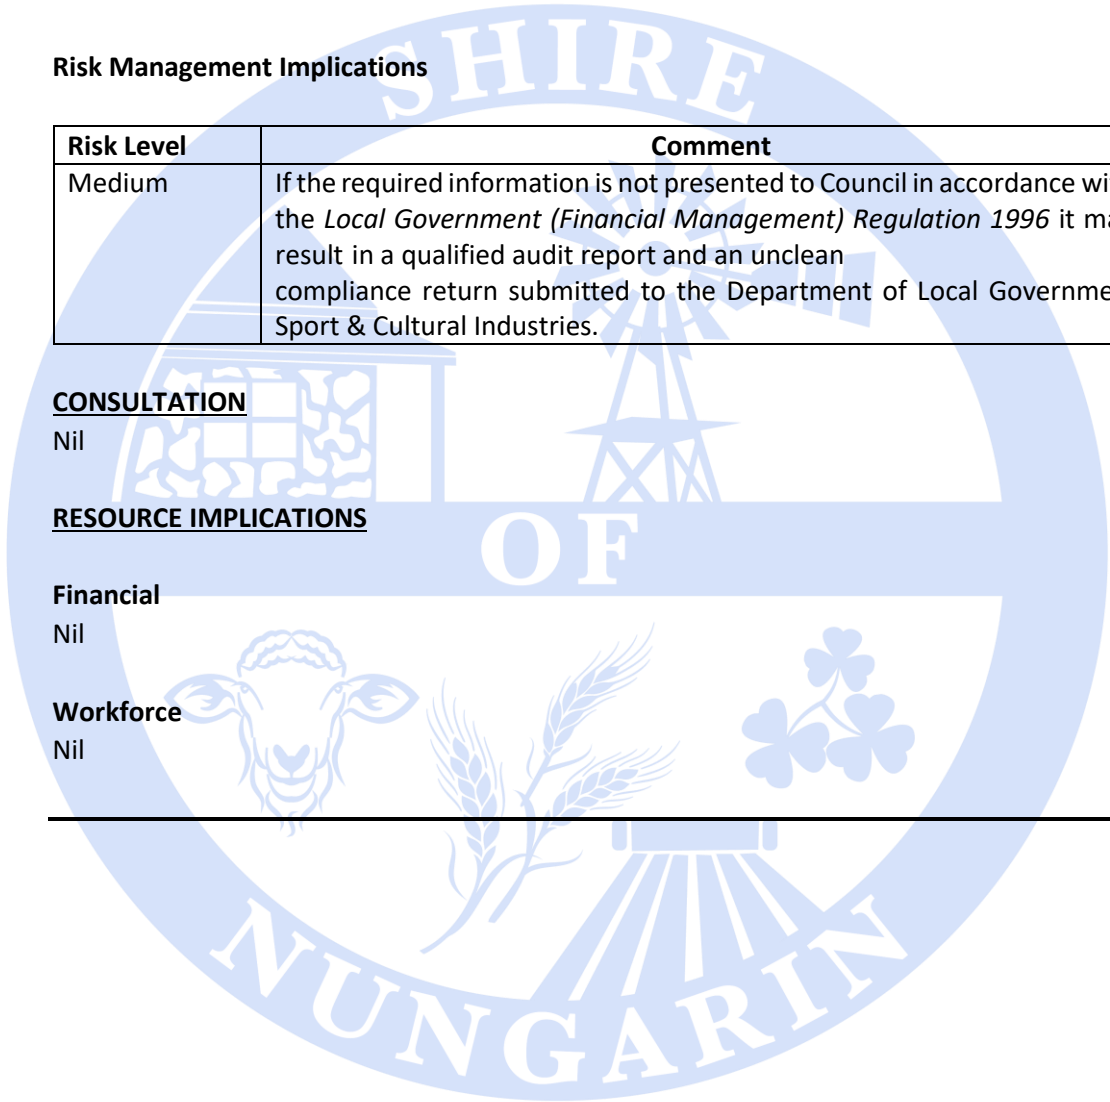 SHIRE
Risk Management Implications
Risk Level Comment
Medium If the required information is not presented to Council in accordance wi
the Local Government (Financial Management) Regulation 1996 it ma
result in a qualified audit report and an unclean
compliance return submitted to the Department of Local Governme
Sport & Cultural Industries.
CONSULTATION
Nil
RESOURCE IMPLICATIONS
OF
Financial
Nil
Workforce
Nil
NUNGARIN